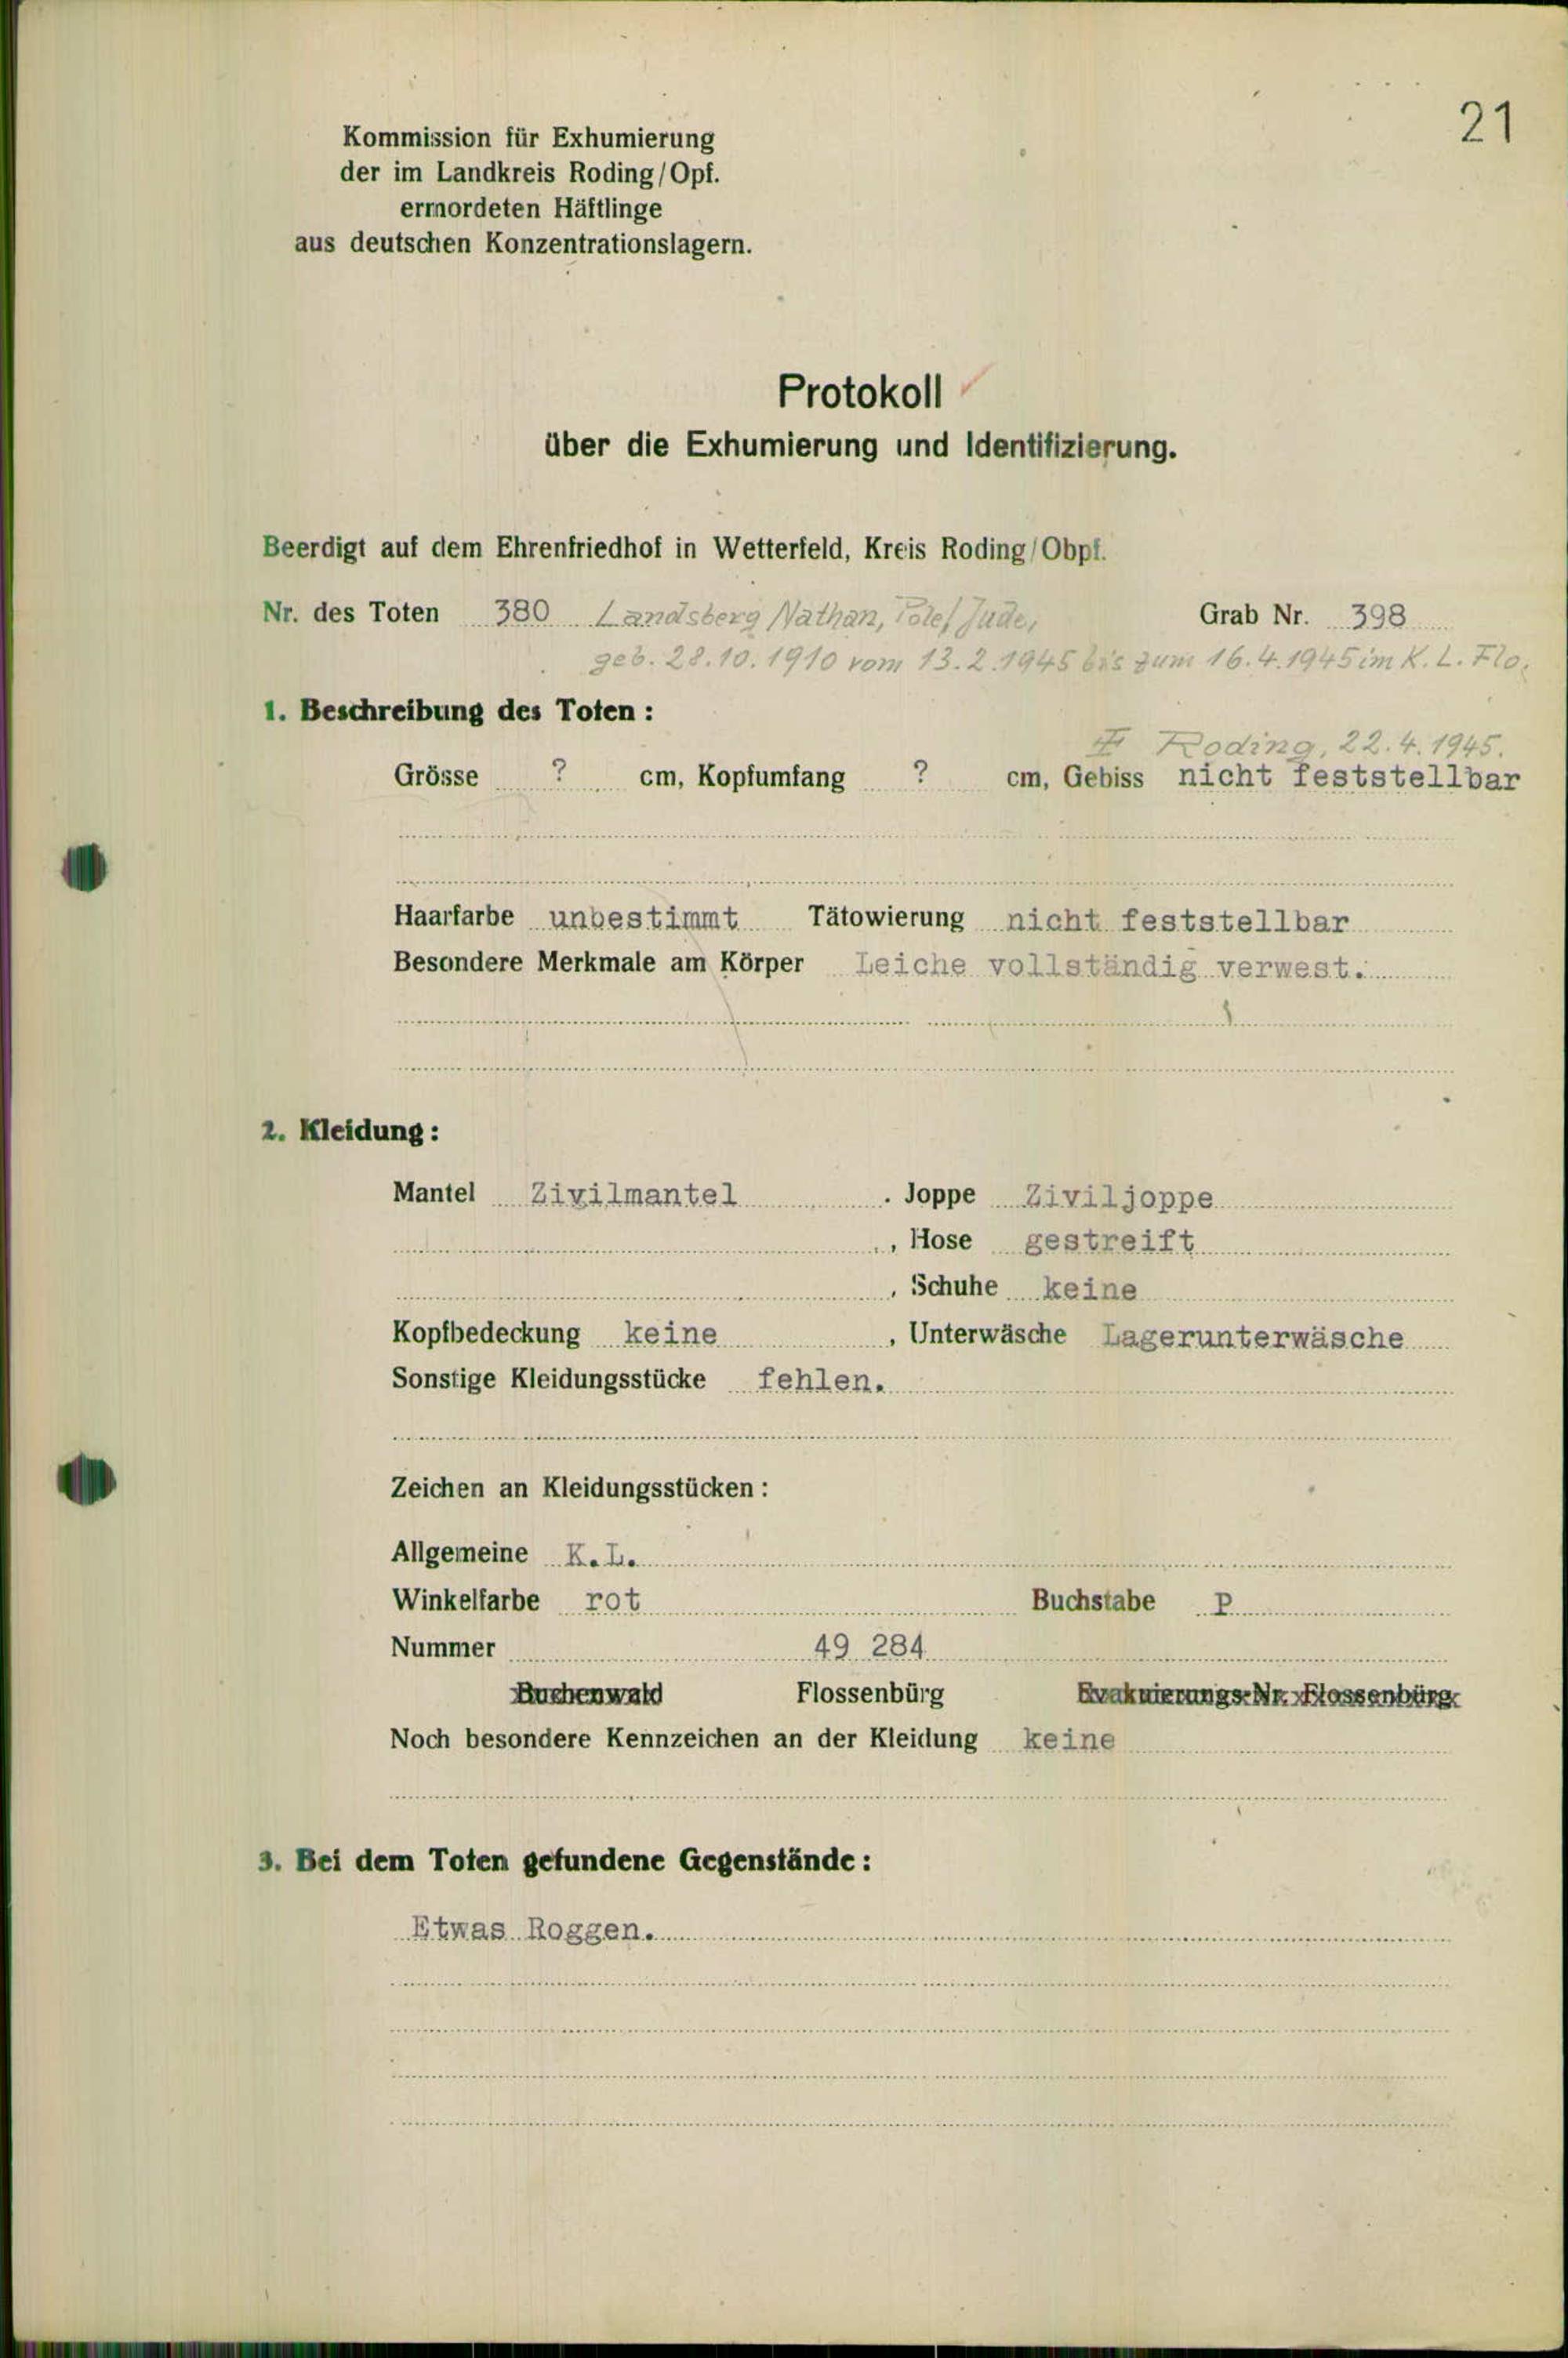 21
Kommission für Exhumierung
der im Landkreis Roding/Opf.
ermordeten Häftlinge
aus deutschen Konzentrationslagern.
Protokoll
über die Exhumierung und Identifizierung.
Beerdigt auf dem Ehrenfriedhof in Wetterfeld, Kreis Roding/Obpf.
Nr. des Toten 380 Landsberg Nathan, Pole/Jude, Grab Nr. 398
geb. 28.10.1910 vom 13.2.1945 bis zum 16.4.1945 im K.L. Flo.
1. Beschreibung des Toten:
Roding, 22.4.1945.
Grösse ? cm, Kopfumfang ? cm, Gebiss nicht feststellbar
Haarfarbe unbestimmt Tätowierung nicht feststellbar
Besondere Merkmale am Körper Leiche vollständig verwest.
2. Kleidung:
Mantel Zivilmantel . Joppe Ziviljoppe
, Hose gestreift
, Schuhe keine
Kopfbedeckung keine , Unterwäsche Lagerunterwäsche
Sonstige Kleidungsstücke fehlen.
Zeichen an Kleidungsstücken:
Allgemeine K.L.
Winkelfarbe rot Buchstabe P
Nummer 49 284
Buchenwald Flossenbürg Evakuierungs-Nr. Flossenbürg
Noch besondere Kennzeichen an der Kleidung keine
3. Bei dem Toten gefundene Gegenstände:
Etwas Roggen.